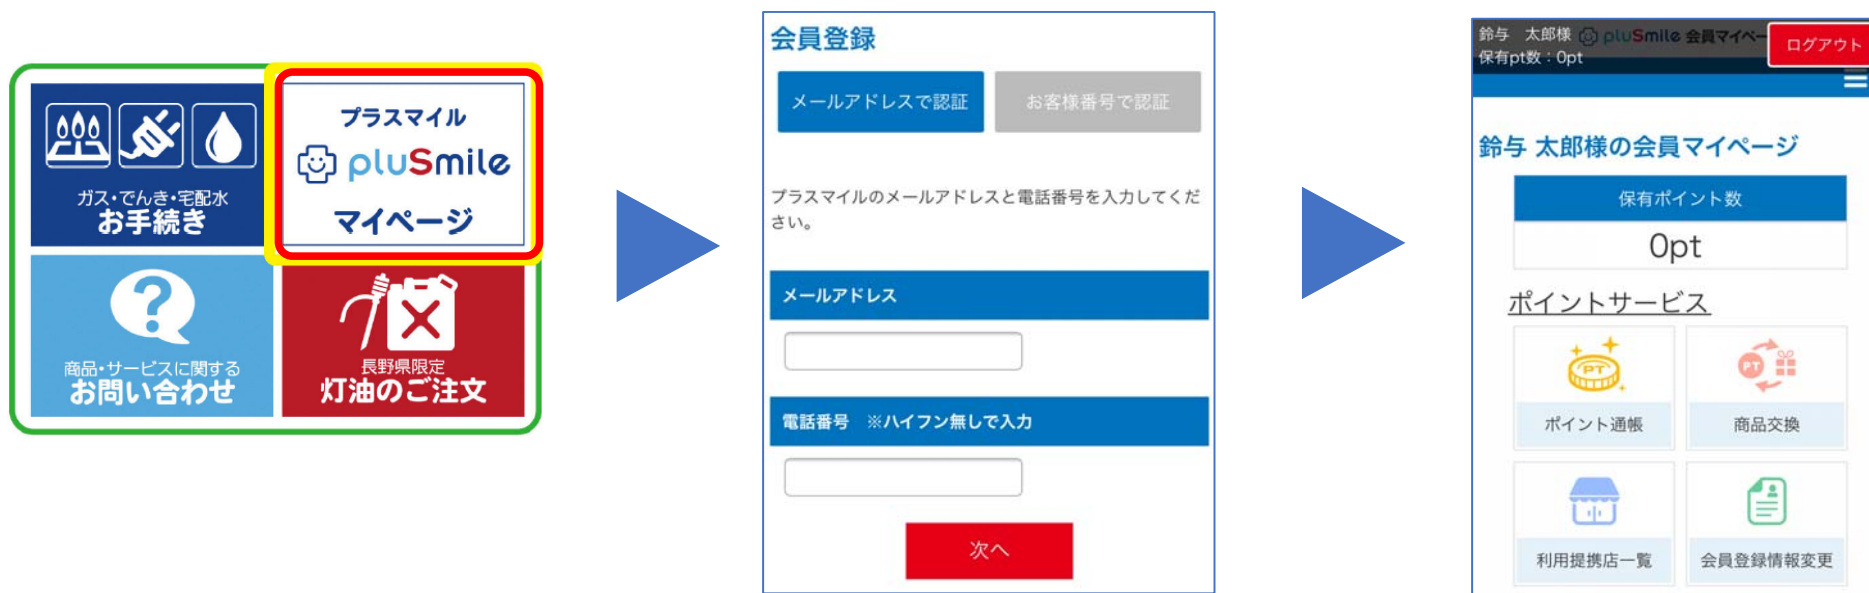 ガス・でんき・宅配水
お手続き
プラスマイル
pluSmile
マイページ
?
商品・サービスに関する
お問い合わせ
長野県限定
灯油のご注文
会員登録
メールアドレスで認証
お客様番号で認証
プラスマイルのメールアドレスと電話番号を入力してくだ
さい。
メールアドレス
電話番号　※ハイフン無しで入力
次へ
鈴与　太郎様 pluSmile 会員マイペー
ログアウト
保有pt数：0pt
鈴与 太郎様の会員マイページ
保有ポイント数
0pt
ポイントサービス
PT
ポイント通帳
PT
商品交換
利用提携店一覧
会員登録情報変更